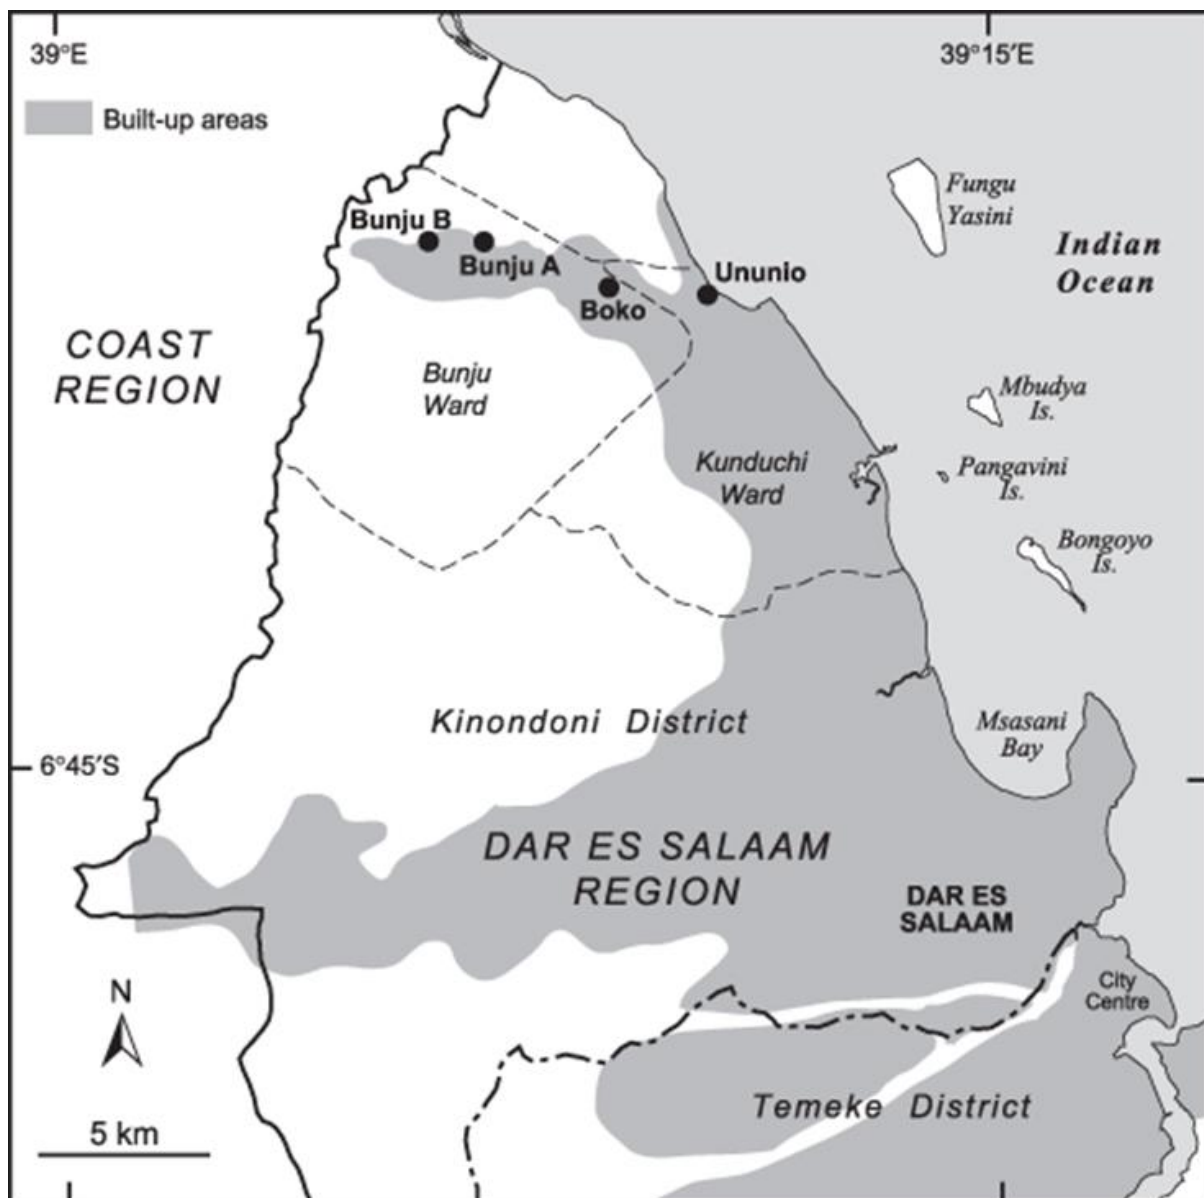 39°E
39°15′E
Built-up areas
Fungu
Yasini
Bunju B
Indian
Ocean
Bunju A
Ununio
Boko
COAST
REGION
Bunju
Ward
Mbudya
Is.
Kunduchi
Ward
Pangavini
Is.
Bongoyo
Is.
Kinondoni District
Msasani
Bay
6°45′S
DAR ES SALAAM
REGION
DAR ES
SALAAM
N
City
Centre
5 km
Temeke District